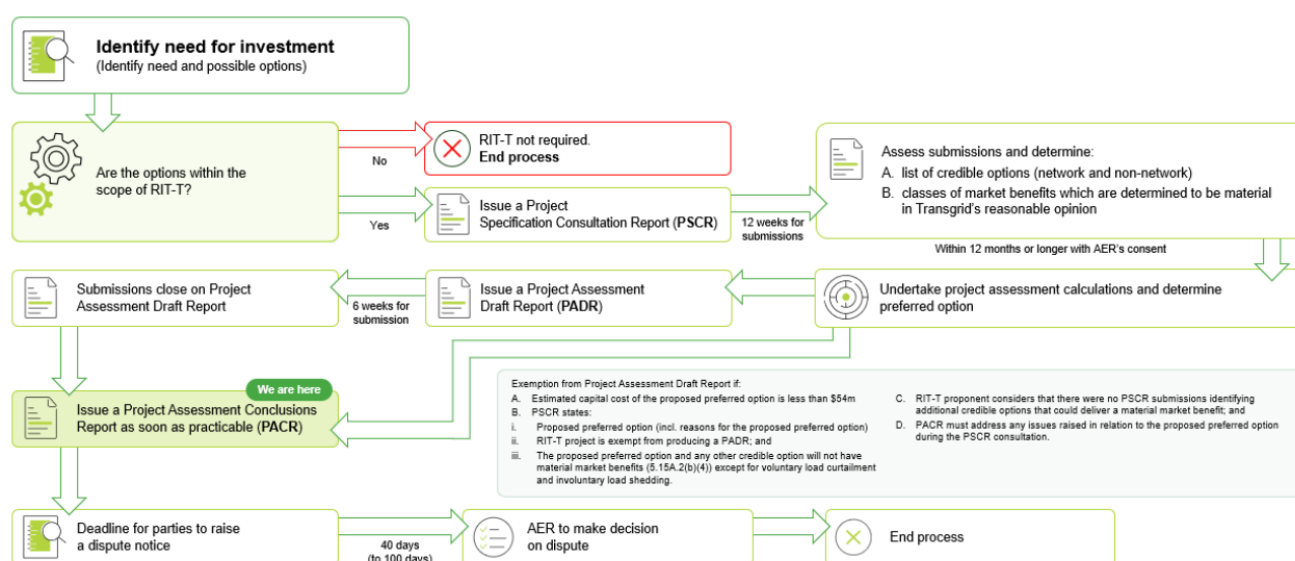 Identify need for investment
(Identify need and possible options)
Are the options within the
scope of RIT-T?
No
RIT-T not required.
End process
Yes
Issue a Project
Specification Consultation Report (PSCR)
12 weeks for
submissions
Assess submissions and determine:
A. list of credible options (network and non-network)
B. classes of market benefits which are determined to be material
in Transgrid's reasonable opinion
Within 12 months or longer with AER's consent
Undertake project assessment calculations and determine
preferred option
Issue a Project Assessment
Draft Report (PADR)
6 weeks for
submission
Submissions close on Project
Assessment Draft Report
We are here
Issue a Project Assessment Conclusions
Report as soon as practicable (PACR)
Exemption from Project Assessment Draft Report if:
A. Estimated capital cost of the proposed preferred option is less than $54m
B. PSCR states:
i. Proposed preferred option (incl. reasons for the proposed preferred option)
ii. RIT-T project is exempt from producing a PADR; and
iii. The proposed preferred option and any other credible option will not have
material market benefits (5.15A.2(b)(4)) except for voluntary load curtailment
and involuntary load shedding.
C. RIT-T proponent considers that there were no PSCR submissions identifying
additional credible options that could deliver a material market benefit; and
D. PACR must address any issues raised in relation to the proposed preferred option
during the PSCR consultation.
Deadline for parties to raise
a dispute notice
40 days
(to 100 days)
AER to make decision
on dispute
End process